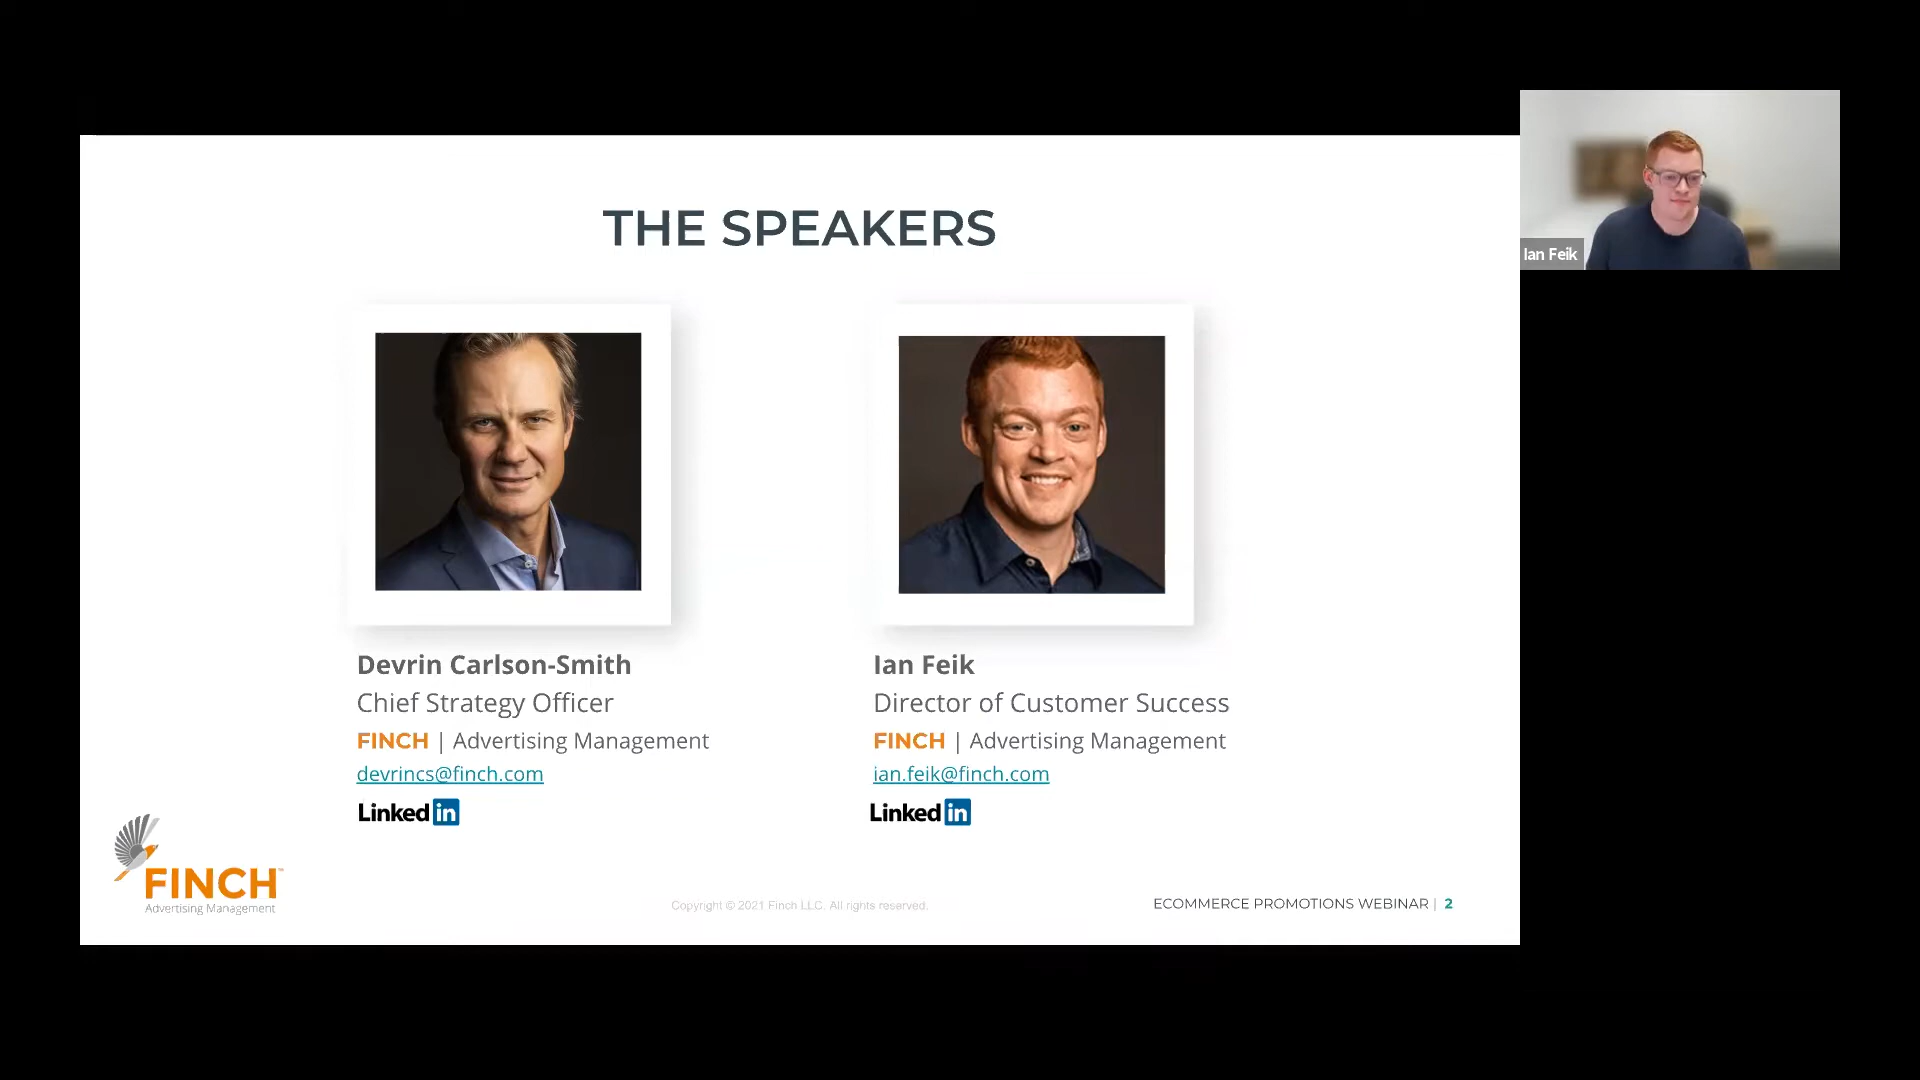 THE SPEAKERS
Ian Feik
Devrin Carlson-Smith
Chief Strategy Officer
FINCH | Advertising Management
devrincs@finch.com
Linked in
Ian Feik
Director of Customer Success
FINCH | Advertising Management
ian.feik@finch.com
Linked in
FINCH™
Advertising Management
Copyright © 2021 Finch LLC. All rights reserved.
ECOMMERCE PROMOTIONS WEBINAR | 2